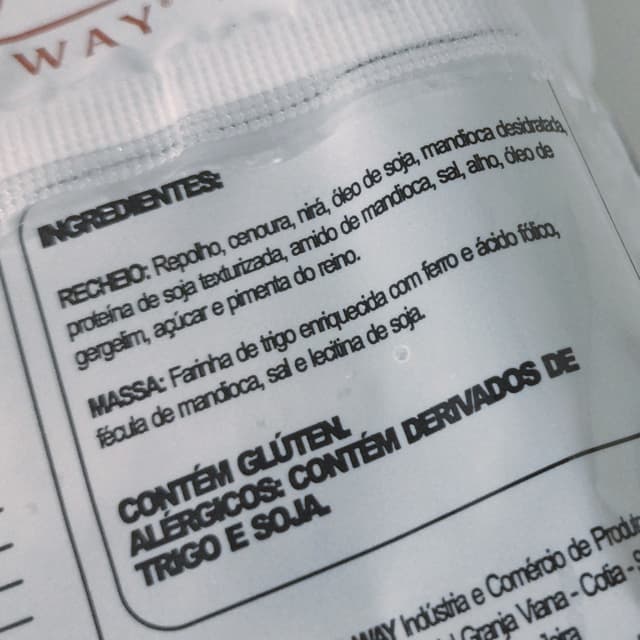 WAY
INGREDIENTES:
RECHEIO: Repolho, cenoura, nirá, óleo de soja, mandioca desidratada,
proteína de soja texturizada, amido de mandioca, sal, alho, óleo de
gergelim, açúcar e pimenta do reino.
MASSA: Farinha de trigo enriquecida com ferro e ácido fólico,
fécula de mandioca, sal e lecitina de soja.
CONTÉM GLÚTEN.
ALÉRGICOS: CONTÉM DERIVADOS DE
TRIGO E SOJA.
WAY Indústria e Comércio de Produ
Granja Viana - Cotia - S